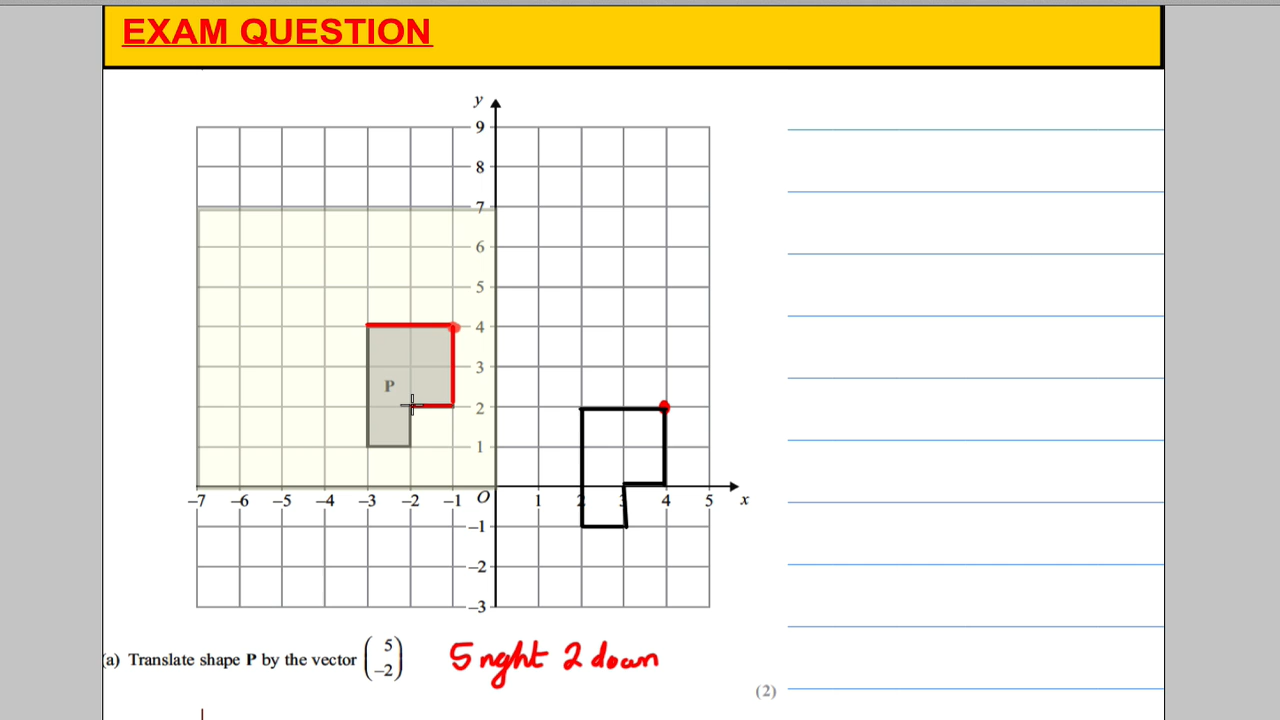 EXAM QUESTION
y
9
8
7
6
5
4
3
P
2
1
–7 –6 –5 –4 –3 –2 –1 O 1 2 3 4 5 x
–1
–2
–3
(a) Translate shape P by the vector ( 5 –2 ) 5 right 2 down
(2)